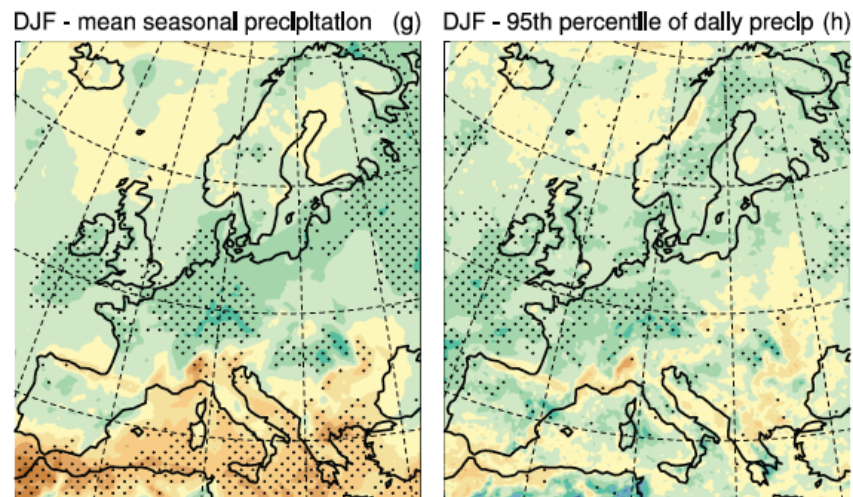 DJF - mean seasonal precipitation (g)
DJF - 95th percentile of daily precip (h)